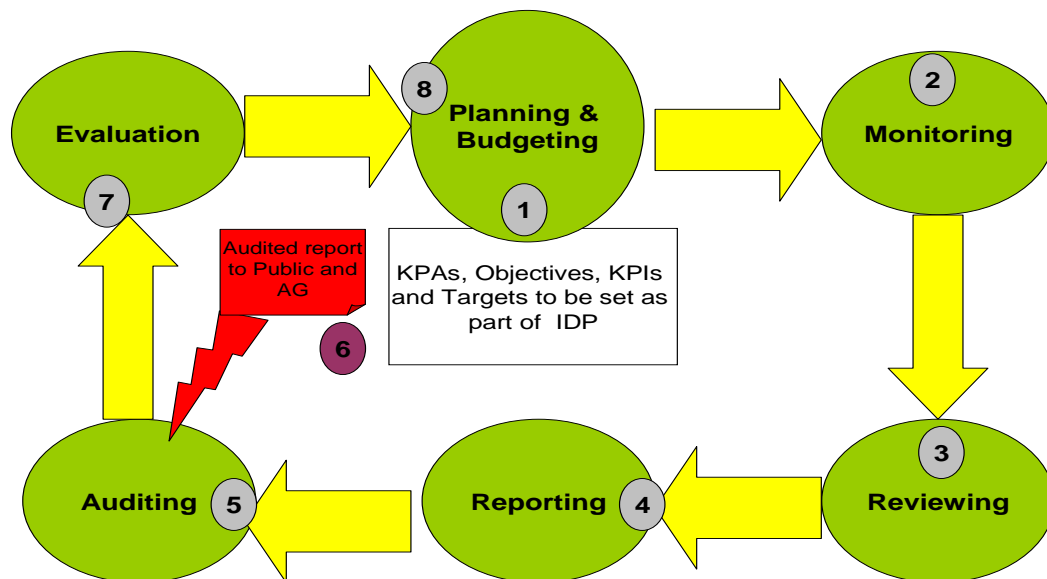 8
Planning &
Budgeting
1
2
Monitoring
Evaluation
7
Audited report
to Public and
AG
6
KPAs, Objectives, KPIs
and Targets to be set as
part of IDP
3
Reviewing
Reporting
4
Auditing
5